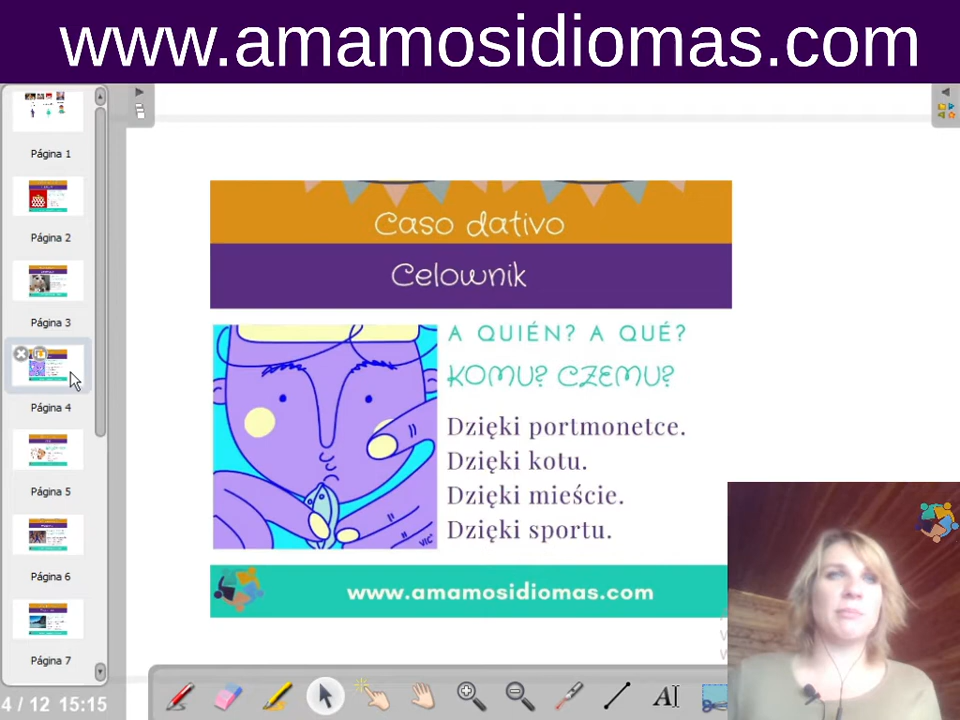 www.amamosidiomas.com
Página 1
Página 2
Página 3
Página 4
Página 5
Página 6
Página 7
4 / 12 15:15
Caso dativo
Celownik
A QUIÉN? A QUÉ?
KOMU? CZEMU?
Dzięki portmonetce.
Dzięki kotu.
Dzięki mieście.
Dzięki sportu.
VIC
www.amamosidiomas.com
AI